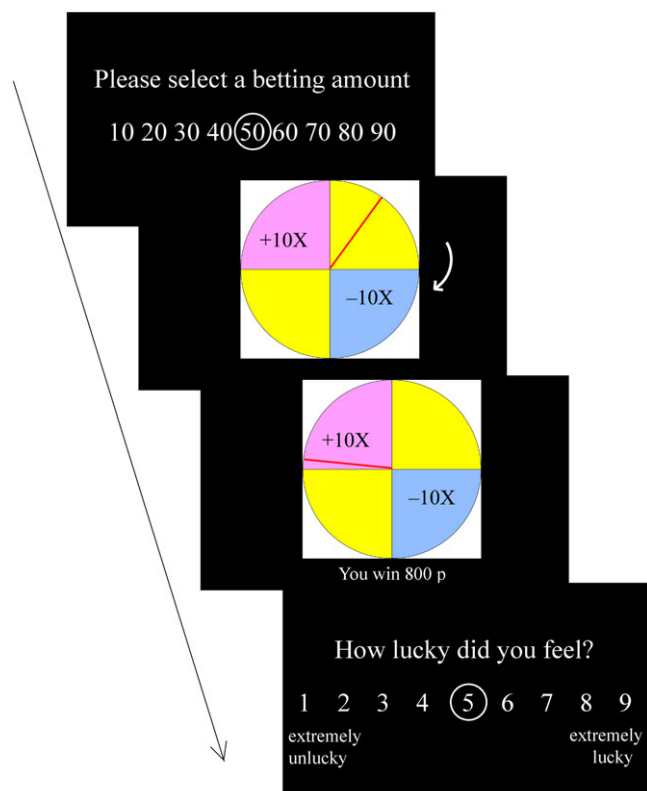 Please select a betting amount
10 20 30 40 50 60 70 80 90
+10X
–10X
+10X
–10X
You win 800 p
How lucky did you feel?
1 2 3 4 5 6 7 8 9
extremely unlucky
extremely lucky